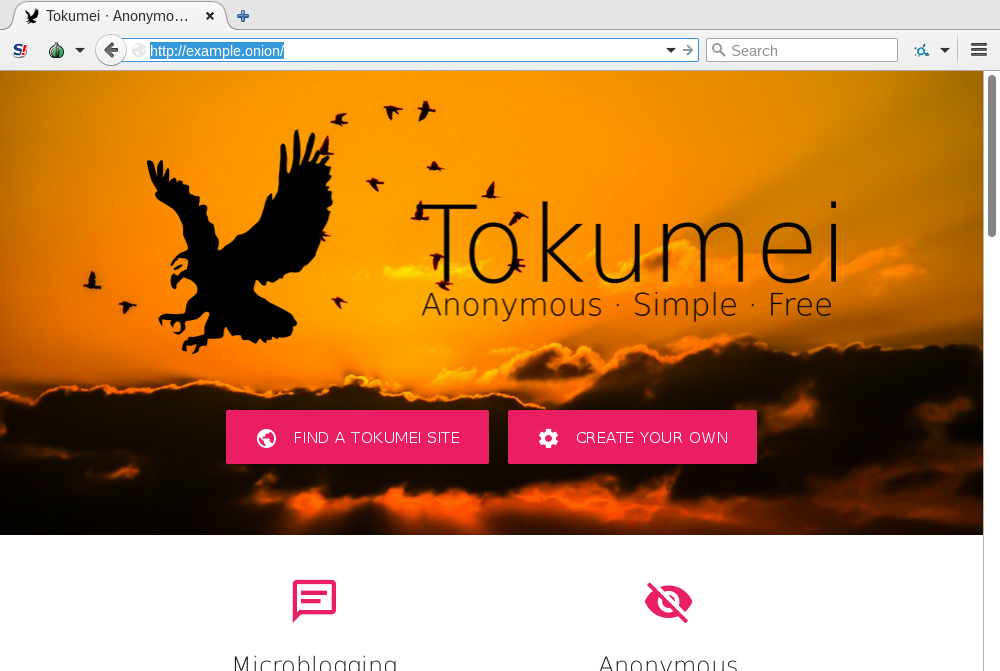 Tokumei · Anonymo...
S!
http://example.onion/
Search
Tokumei
Anonymous · Simple · Free
FIND A TOKUMEI SITE
CREATE YOUR OWN
Microblogging
Anonymous